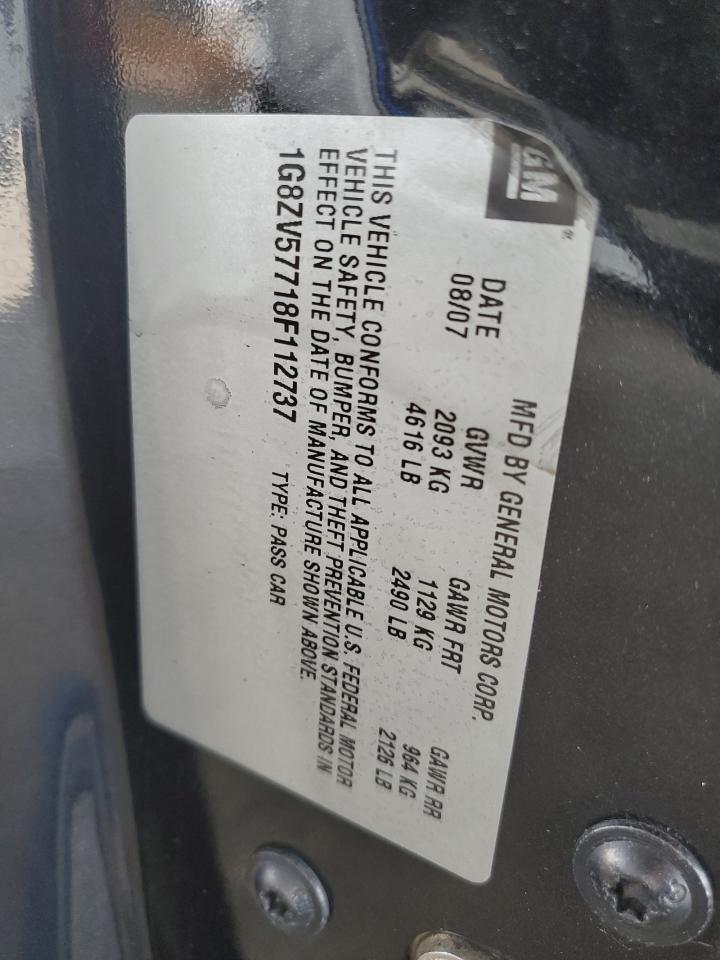 GM
MFD BY GENERAL MOTORS CORP.
DATE GVWR GAWR FRT GAWR RR
08/07 2093 KG 1129 KG 964 KG
4616 LB 2490 LB 2126 LB
THIS VEHICLE CONFORMS TO ALL APPLICABLE U.S. FEDERAL MOTOR
VEHICLE SAFETY, BUMPER, AND THEFT PREVENTION STANDARDS IN
EFFECT ON THE DATE OF MANUFACTURE SHOWN ABOVE.
1G8ZV57718F112737 TYPE: PASS CAR